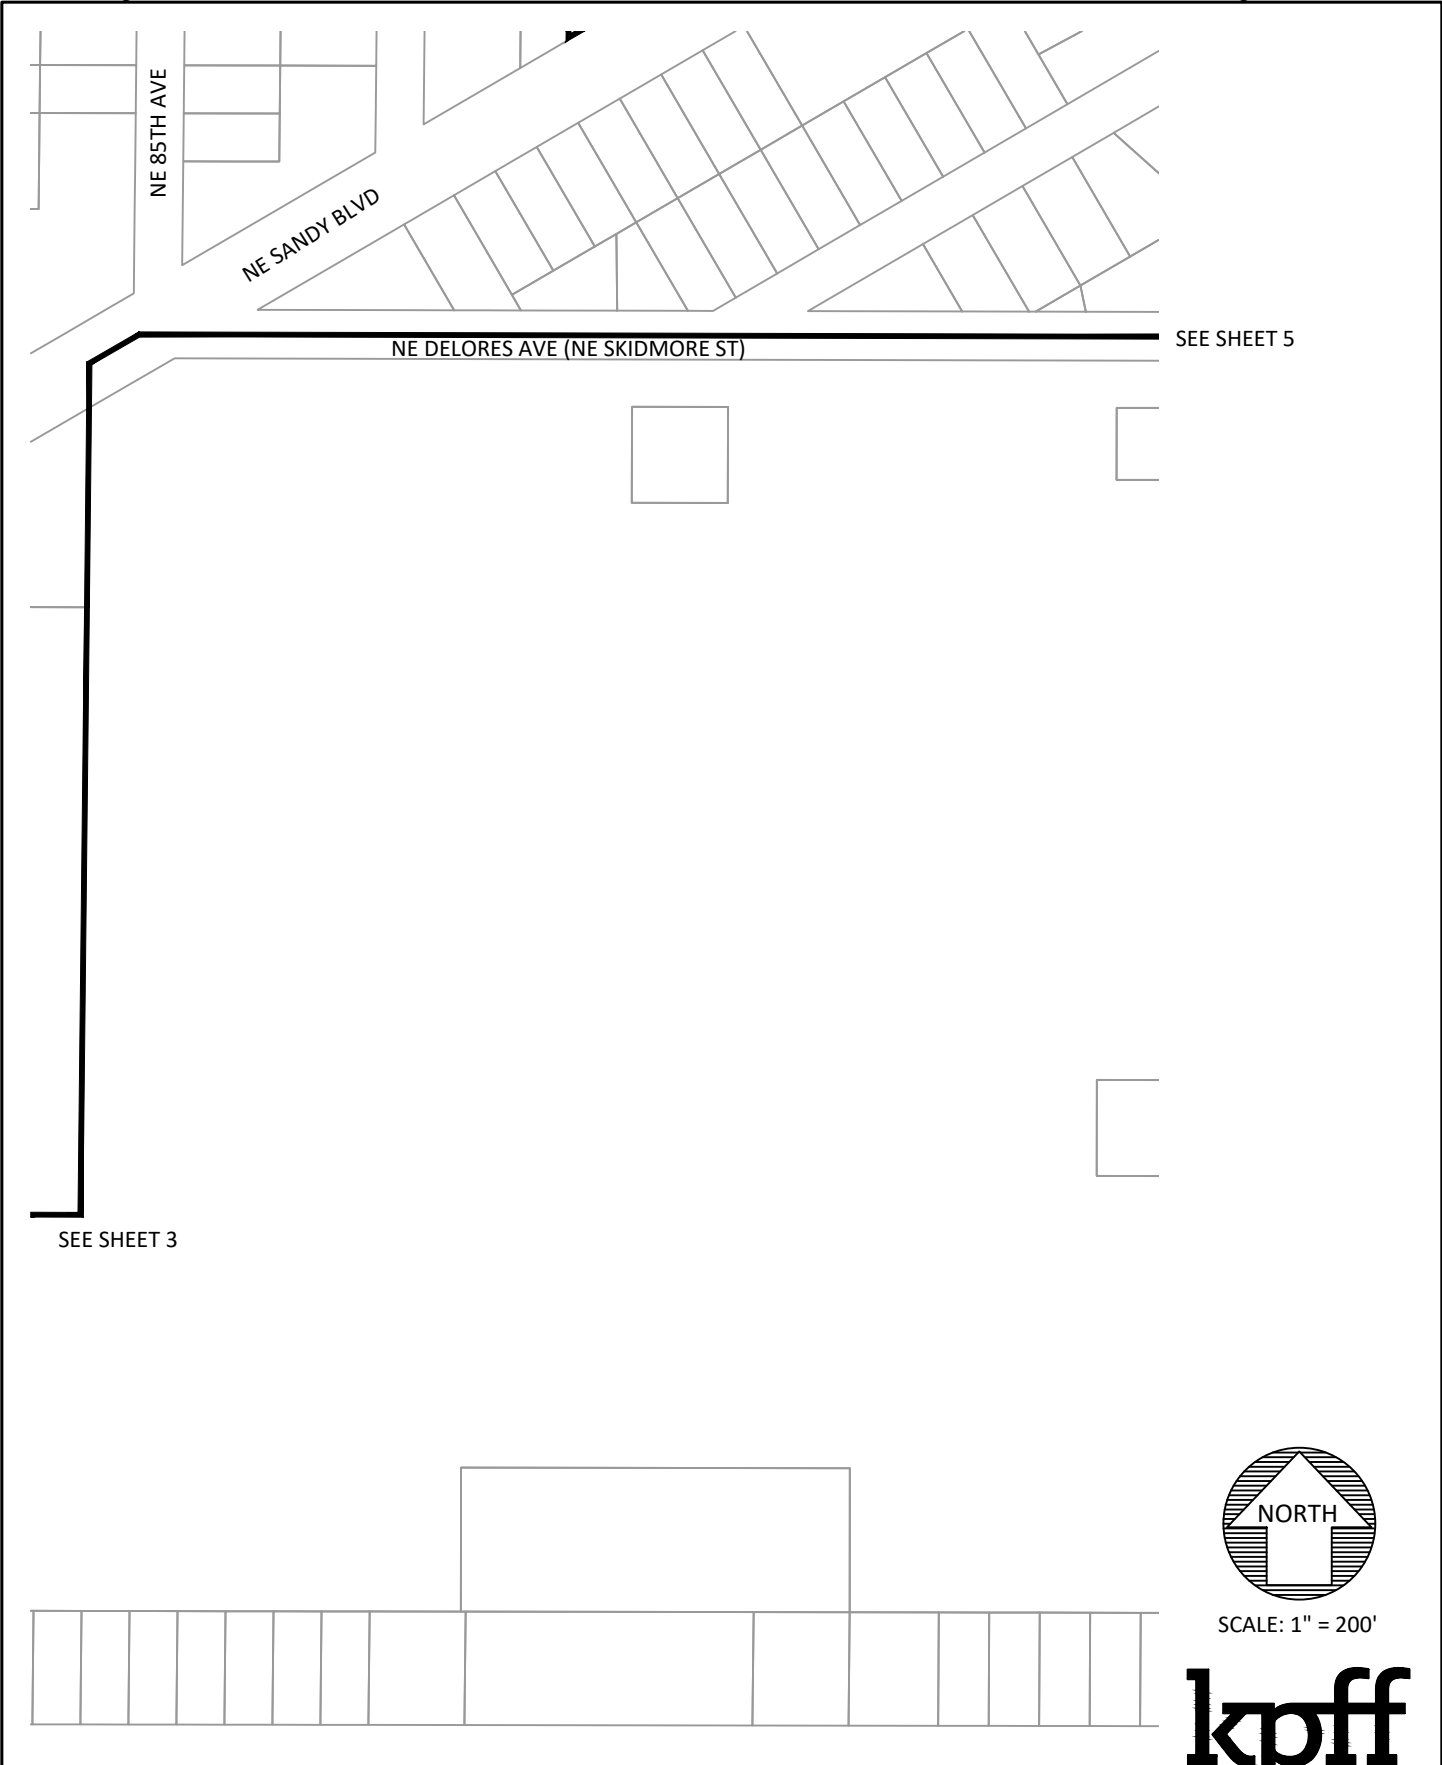 NE 85TH AVE
NE SANDY BLVD
NE DELORES AVE (NE SKIDMORE ST)
SEE SHEET 5
SEE SHEET 3
NORTH
SCALE: 1" = 200'
kpff